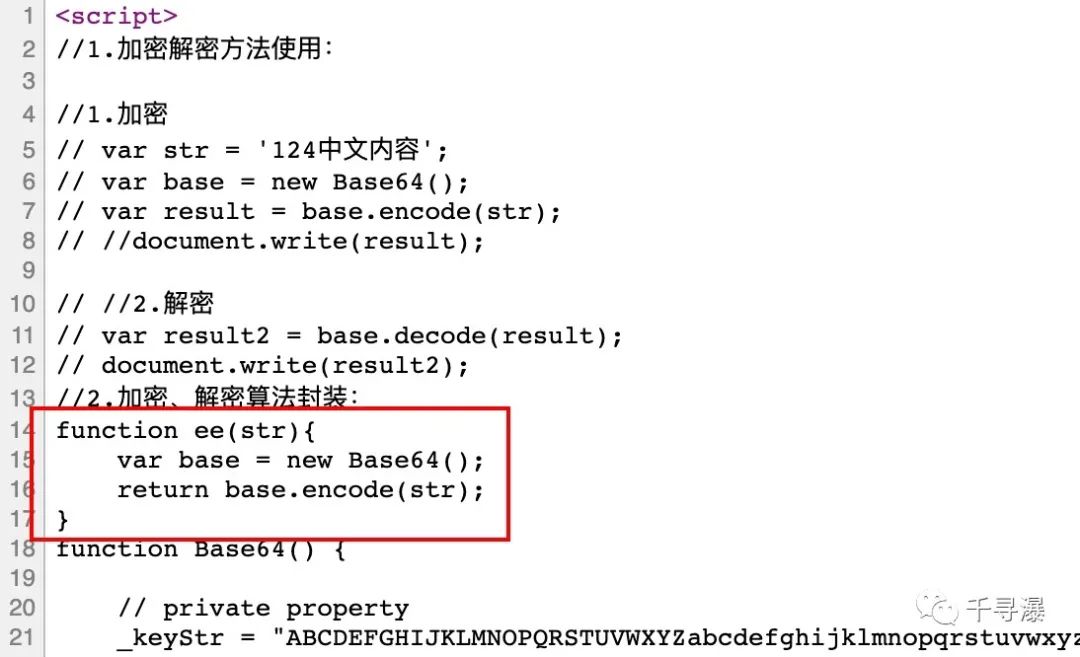 1 <script>
2 //1.加密解密方法使用：
3
4 //1.加密
5 // var str = '124中文内容';
6 // var base = new Base64();
7 // var result = base.encode(str);
8 // //document.write(result);
9
10 // //2.解密
11 // var result2 = base.decode(result);
12 // document.write(result2);
13 //2.加密、解密算法封装：
14 function ee(str){
15     var base = new Base64();
16     return base.encode(str);
17 }
18 function Base64() {
19
20     // private property
21     _keyStr = "ABCDEFGHIJKLMNOPQRSTUVWXYZabcdefghijklmnopqrstuvwxyz
千寻瀑